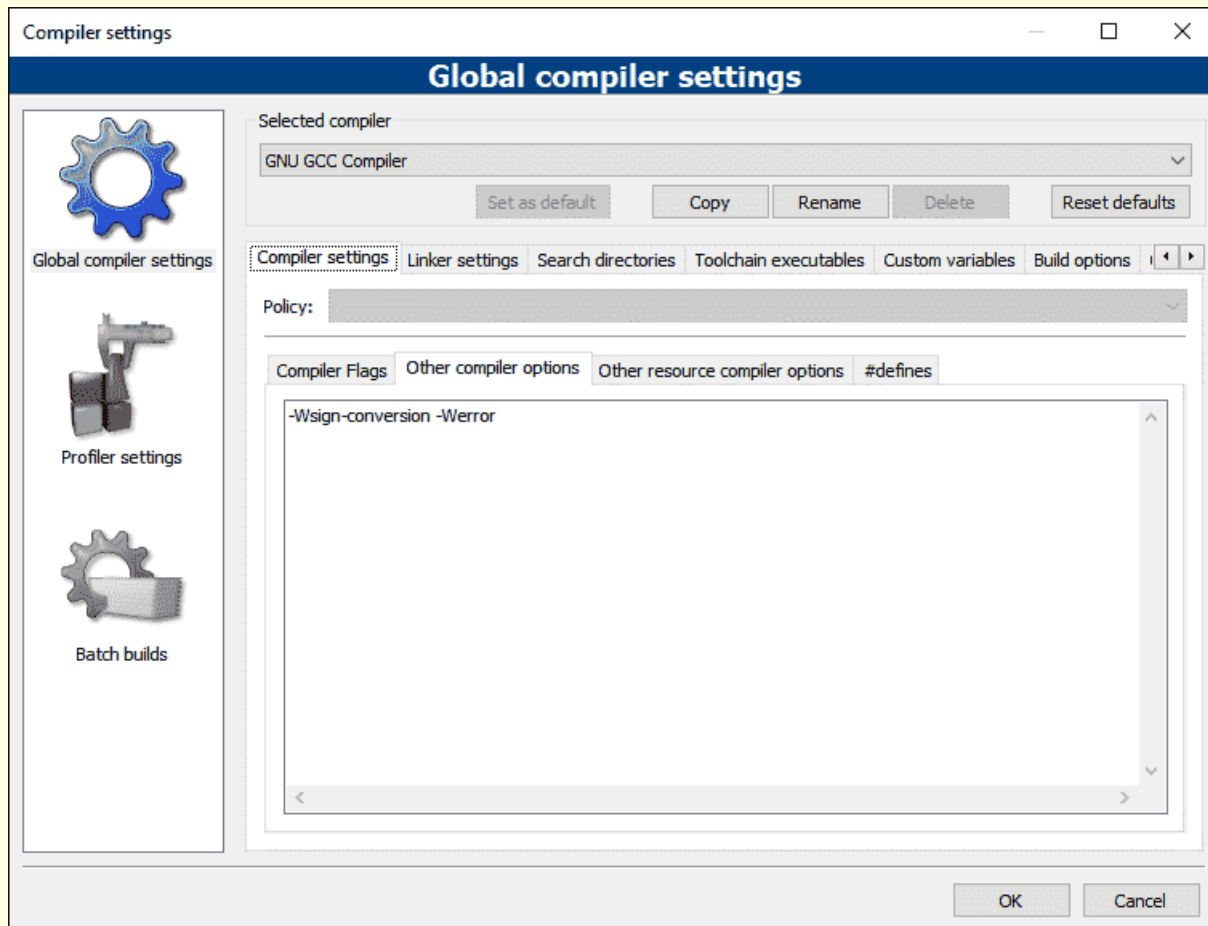 Compiler settings
Global compiler settings
Global compiler settings
Profiler settings
Batch builds
Selected compiler
GNU GCC Compiler
Set as default Copy Rename Delete Reset defaults
Compiler settings Linker settings Search directories Toolchain executables Custom variables Build options
Policy:
Compiler Flags Other compiler options Other resource compiler options #defines
-Wsign-conversion -Werror
OK Cancel